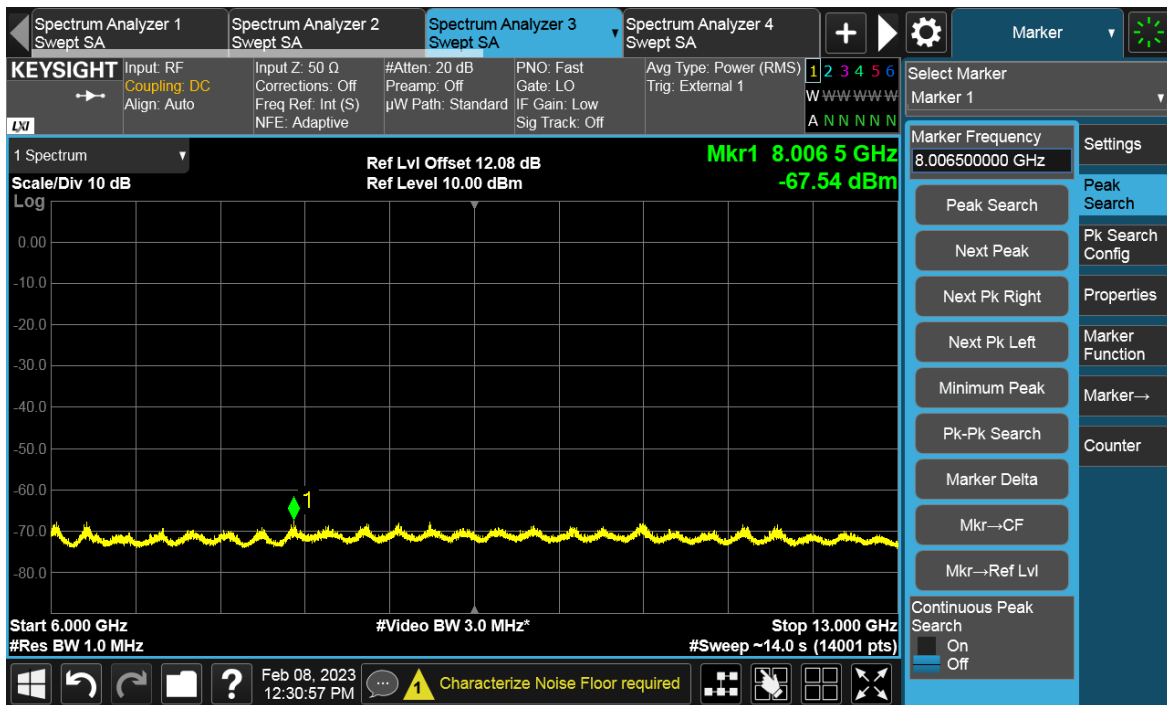 Spectrum Analyzer 1
Swept SA
Spectrum Analyzer 2
Swept SA
Spectrum Analyzer 3
Swept SA
Spectrum Analyzer 4
Swept SA
Marker
KEYSIGHT
LXI
Input: RF
Coupling: DC
Align: Auto
Input Z: 50 Ω
Corrections: Off
Freq Ref: Int (S)
NFE: Adaptive
#Atten: 20 dB
Preamp: Off
µW Path: Standard
PNO: Fast
Gate: LO
IF Gain: Low
Sig Track: Off
Avg Type: Power (RMS)
Trig: External 1
1 2 3 4 5 6
W W W W W W
A N N N N N
Select Marker
Marker 1
1 Spectrum
Scale/Div 10 dB
Log
Ref Lvl Offset 12.08 dB
Ref Level 10.00 dBm
Mkr1 8.006 5 GHz
-67.54 dBm
0.00
-10.0
-20.0
-30.0
-40.0
-50.0
-60.0
-70.0
-80.0
1
Start 6.000 GHz
#Res BW 1.0 MHz
#Video BW 3.0 MHz*
Stop 13.000 GHz
#Sweep ~14.0 s (14001 pts)
Marker Frequency
8.006500000 GHz
Peak Search
Next Peak
Next Pk Right
Next Pk Left
Minimum Peak
Pk-Pk Search
Marker Delta
Mkr→CF
Mkr→Ref Lvl
Continuous Peak
Search
On
Off
Settings
Peak
Search
Pk Search
Config
Properties
Marker
Function
Marker→
Counter
?
Feb 08, 2023
12:30:57 PM
1
Characterize Noise Floor required